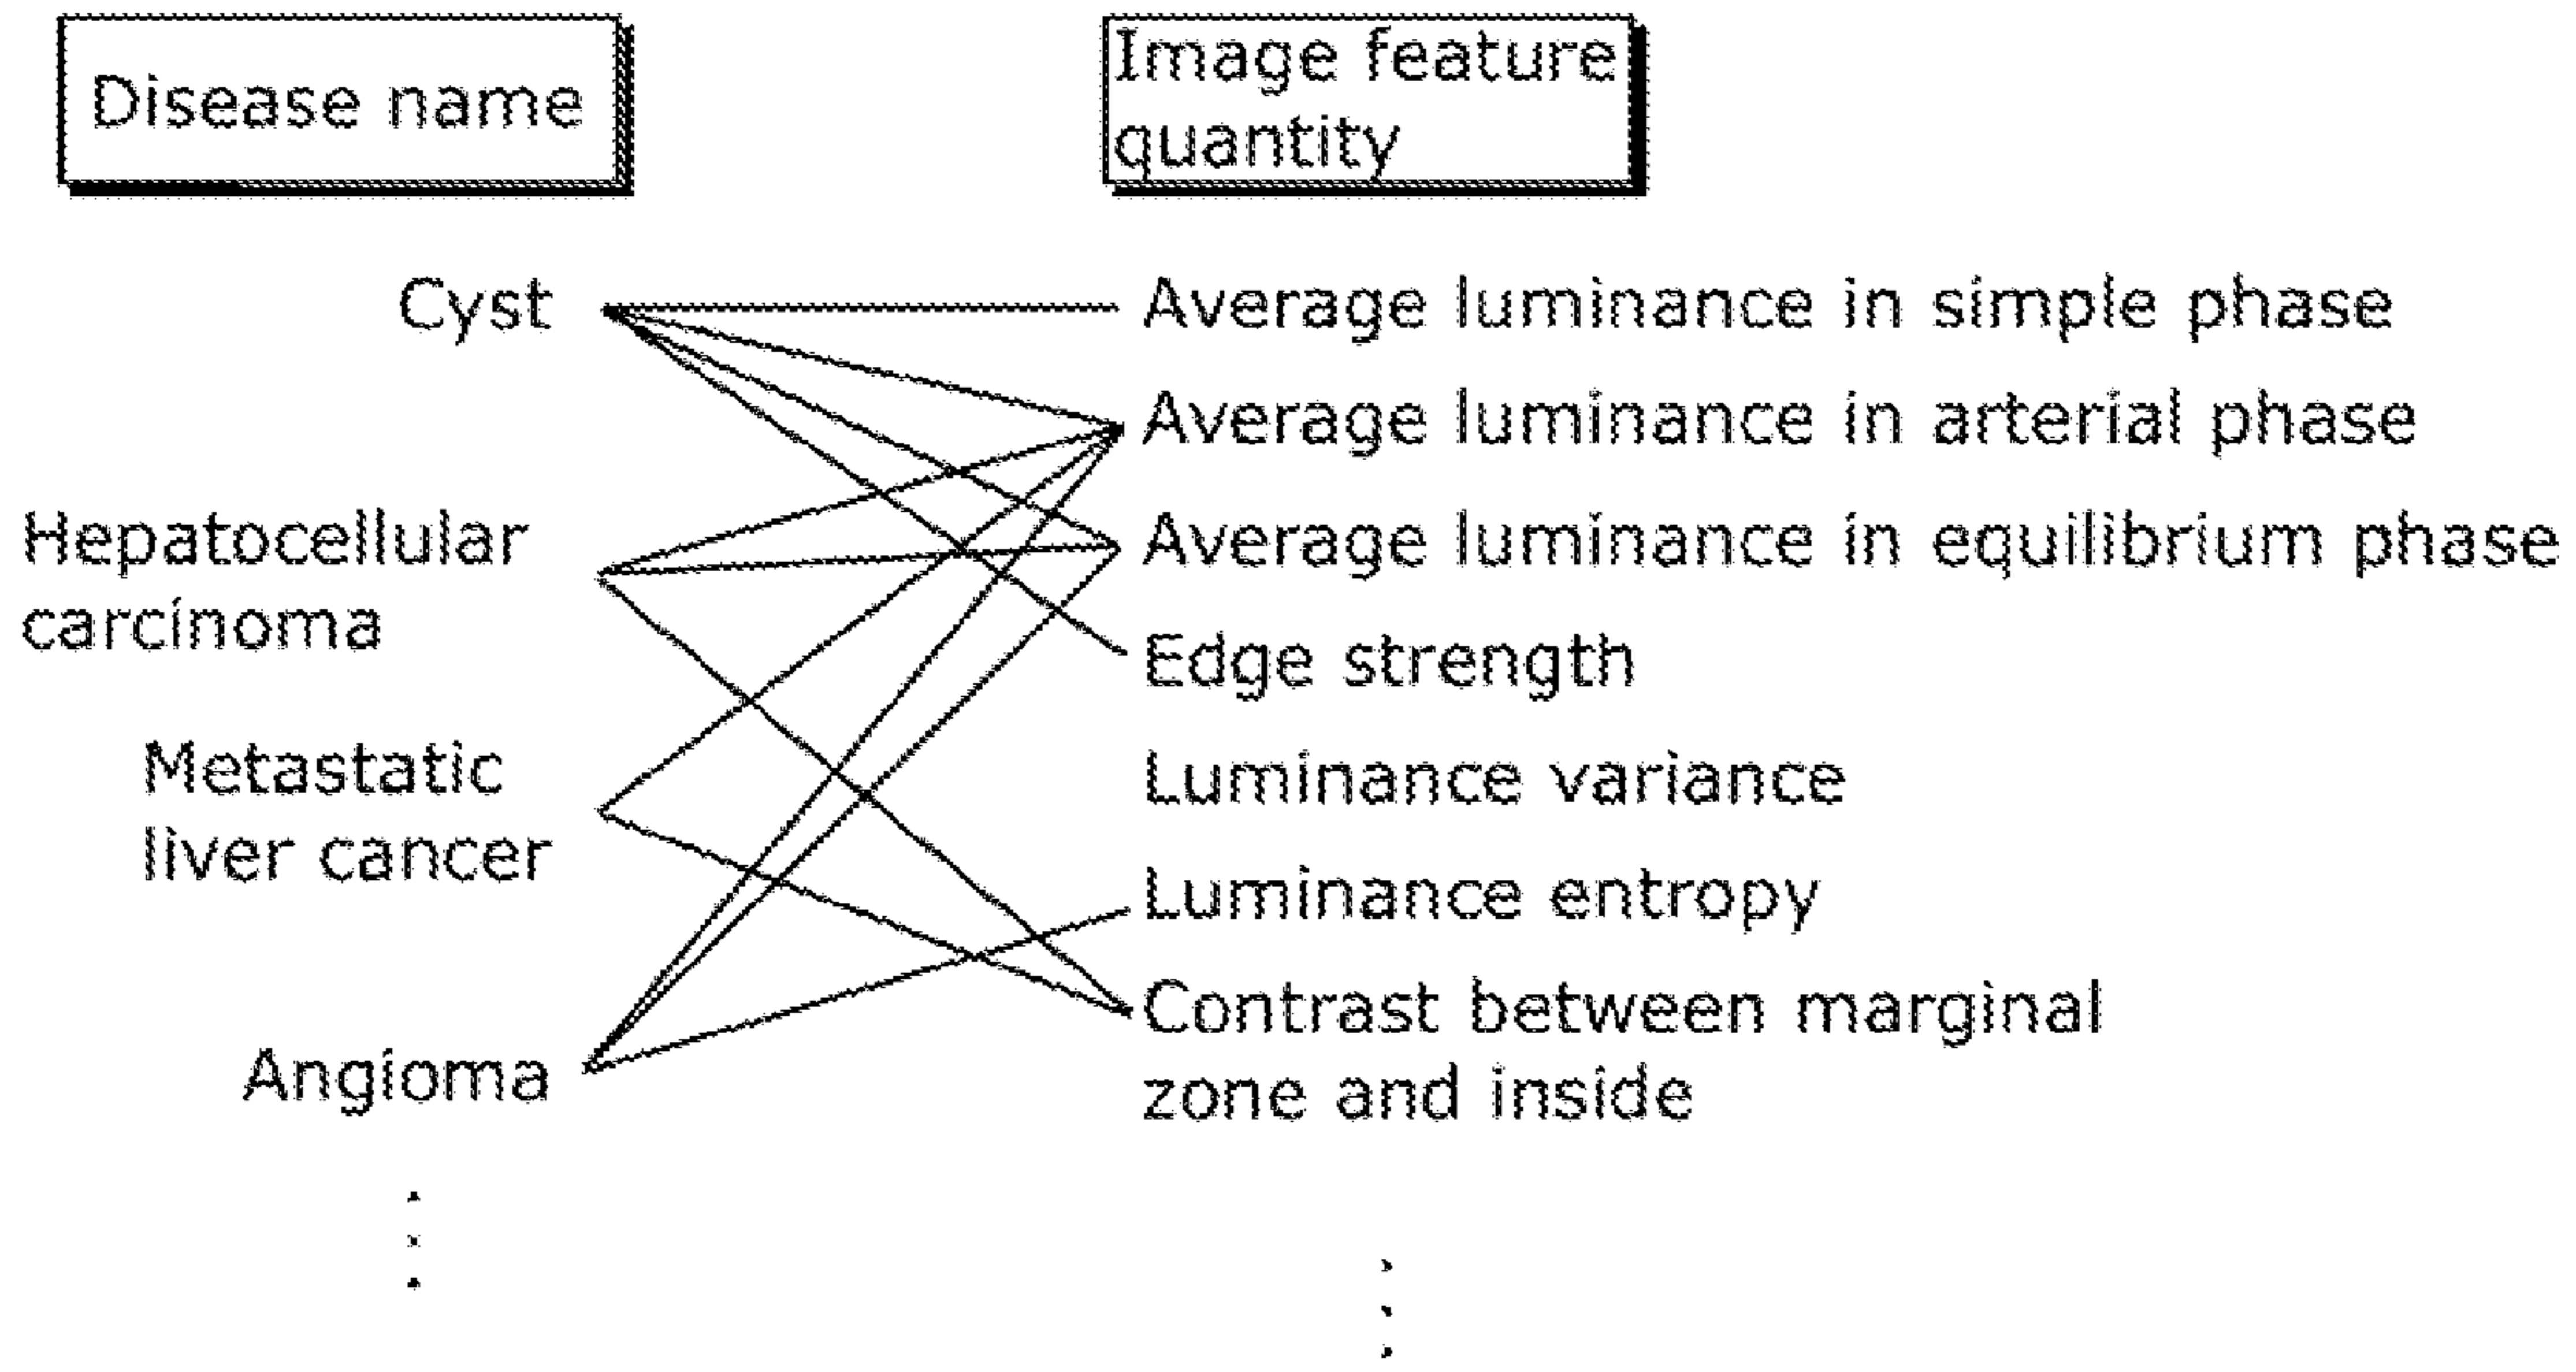 Disease name
Image feature
quantity
Cyst
Hepatocellular
carcinoma
Metastatic
liver cancer
Angioma
Average luminance in simple phase
Average luminance in arterial phase
Average luminance in equilibrium phase
Edge strength
Luminance variance
Luminance entropy
Contrast between marginal
zone and inside